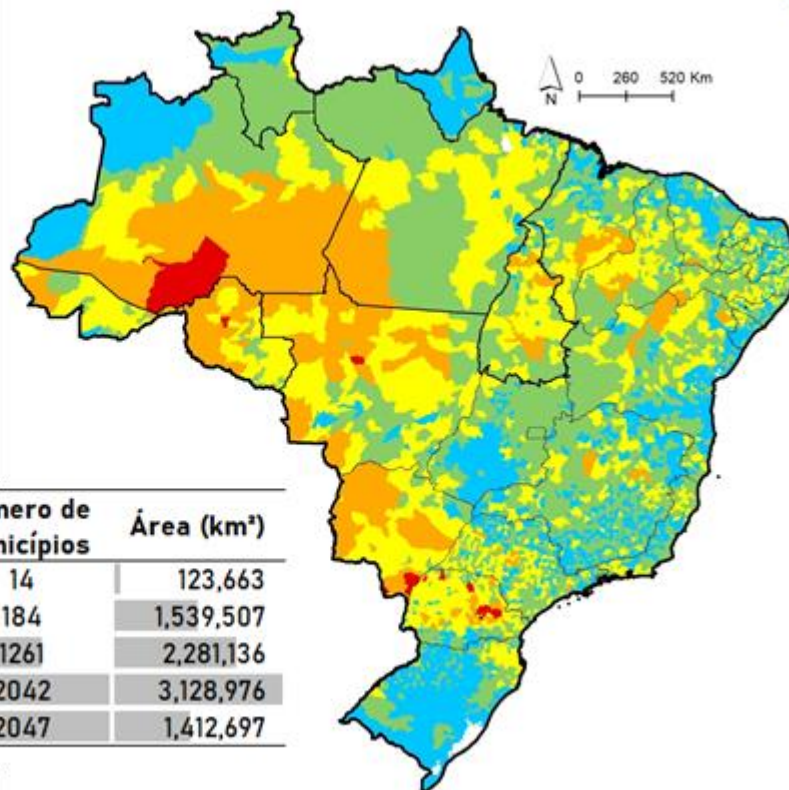 0 260 520 Km
N
mero de
nicípios Área (km²)
14 123,663
184 1,539,507
1261 2,281,136
2042 3,128,976
2047 1,412,697